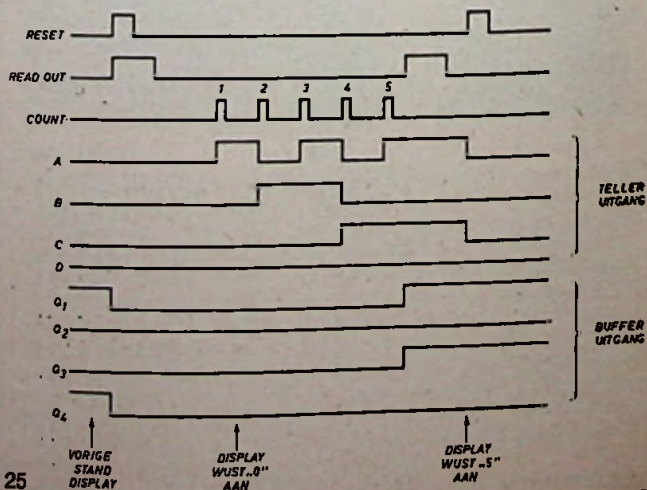 RESET
READ OUT
1 2 3 4 5
COUNT
A
B
C
D
TELLER
UITGANG
Q1
Q2
Q3
Q4
BUFFER
UITGANG
VORIGE
STAND
DISPLAY
DISPLAY
WIJST „0"
AAN
DISPLAY
WIJST „5"
AAN
25